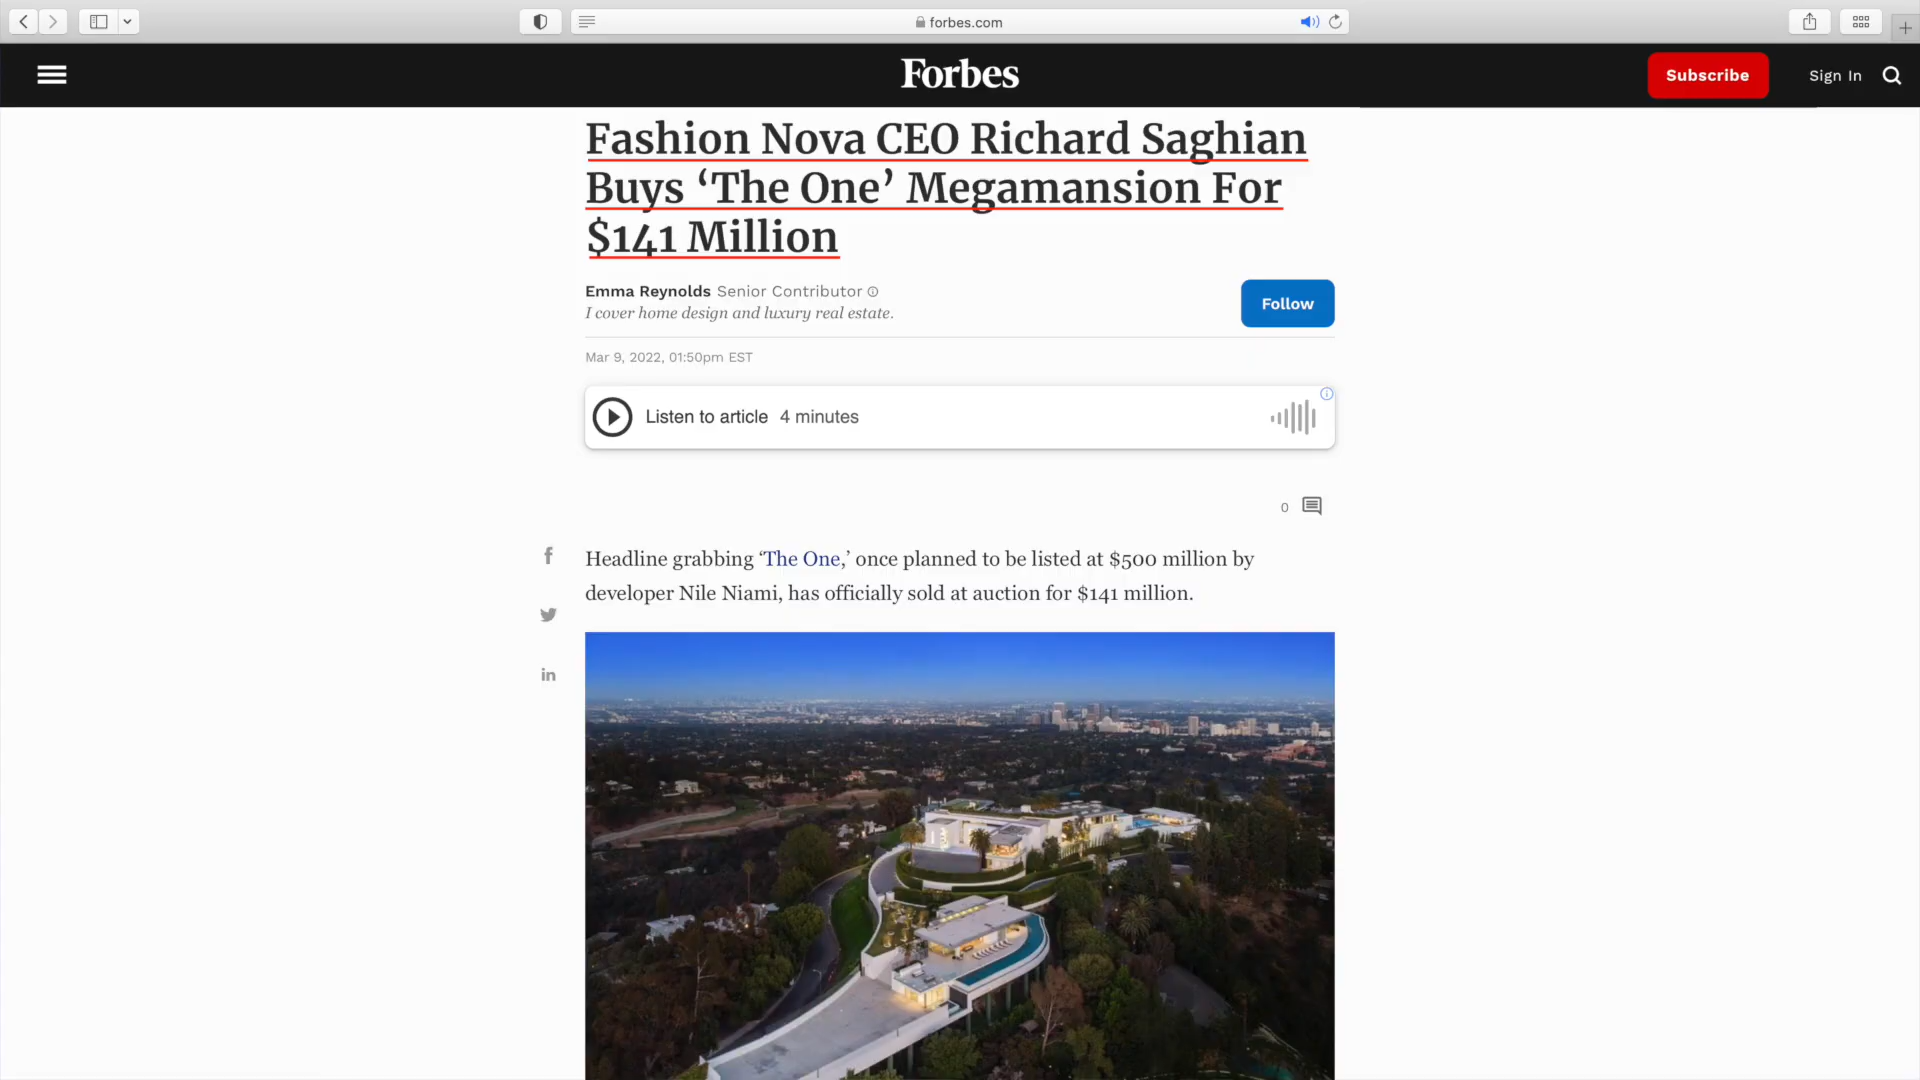 forbes.com
Forbes
Subscribe
Sign In
Fashion Nova CEO Richard Saghian
Buys ‘The One’ Megamansion For
$141 Million
Emma Reynolds Senior Contributor
I cover home design and luxury real estate.
Follow
Mar 9, 2022, 01:50pm EST
Listen to article 4 minutes
0
Headline grabbing ‘The One,’ once planned to be listed at $500 million by
developer Nile Niami, has officially sold at auction for $141 million.